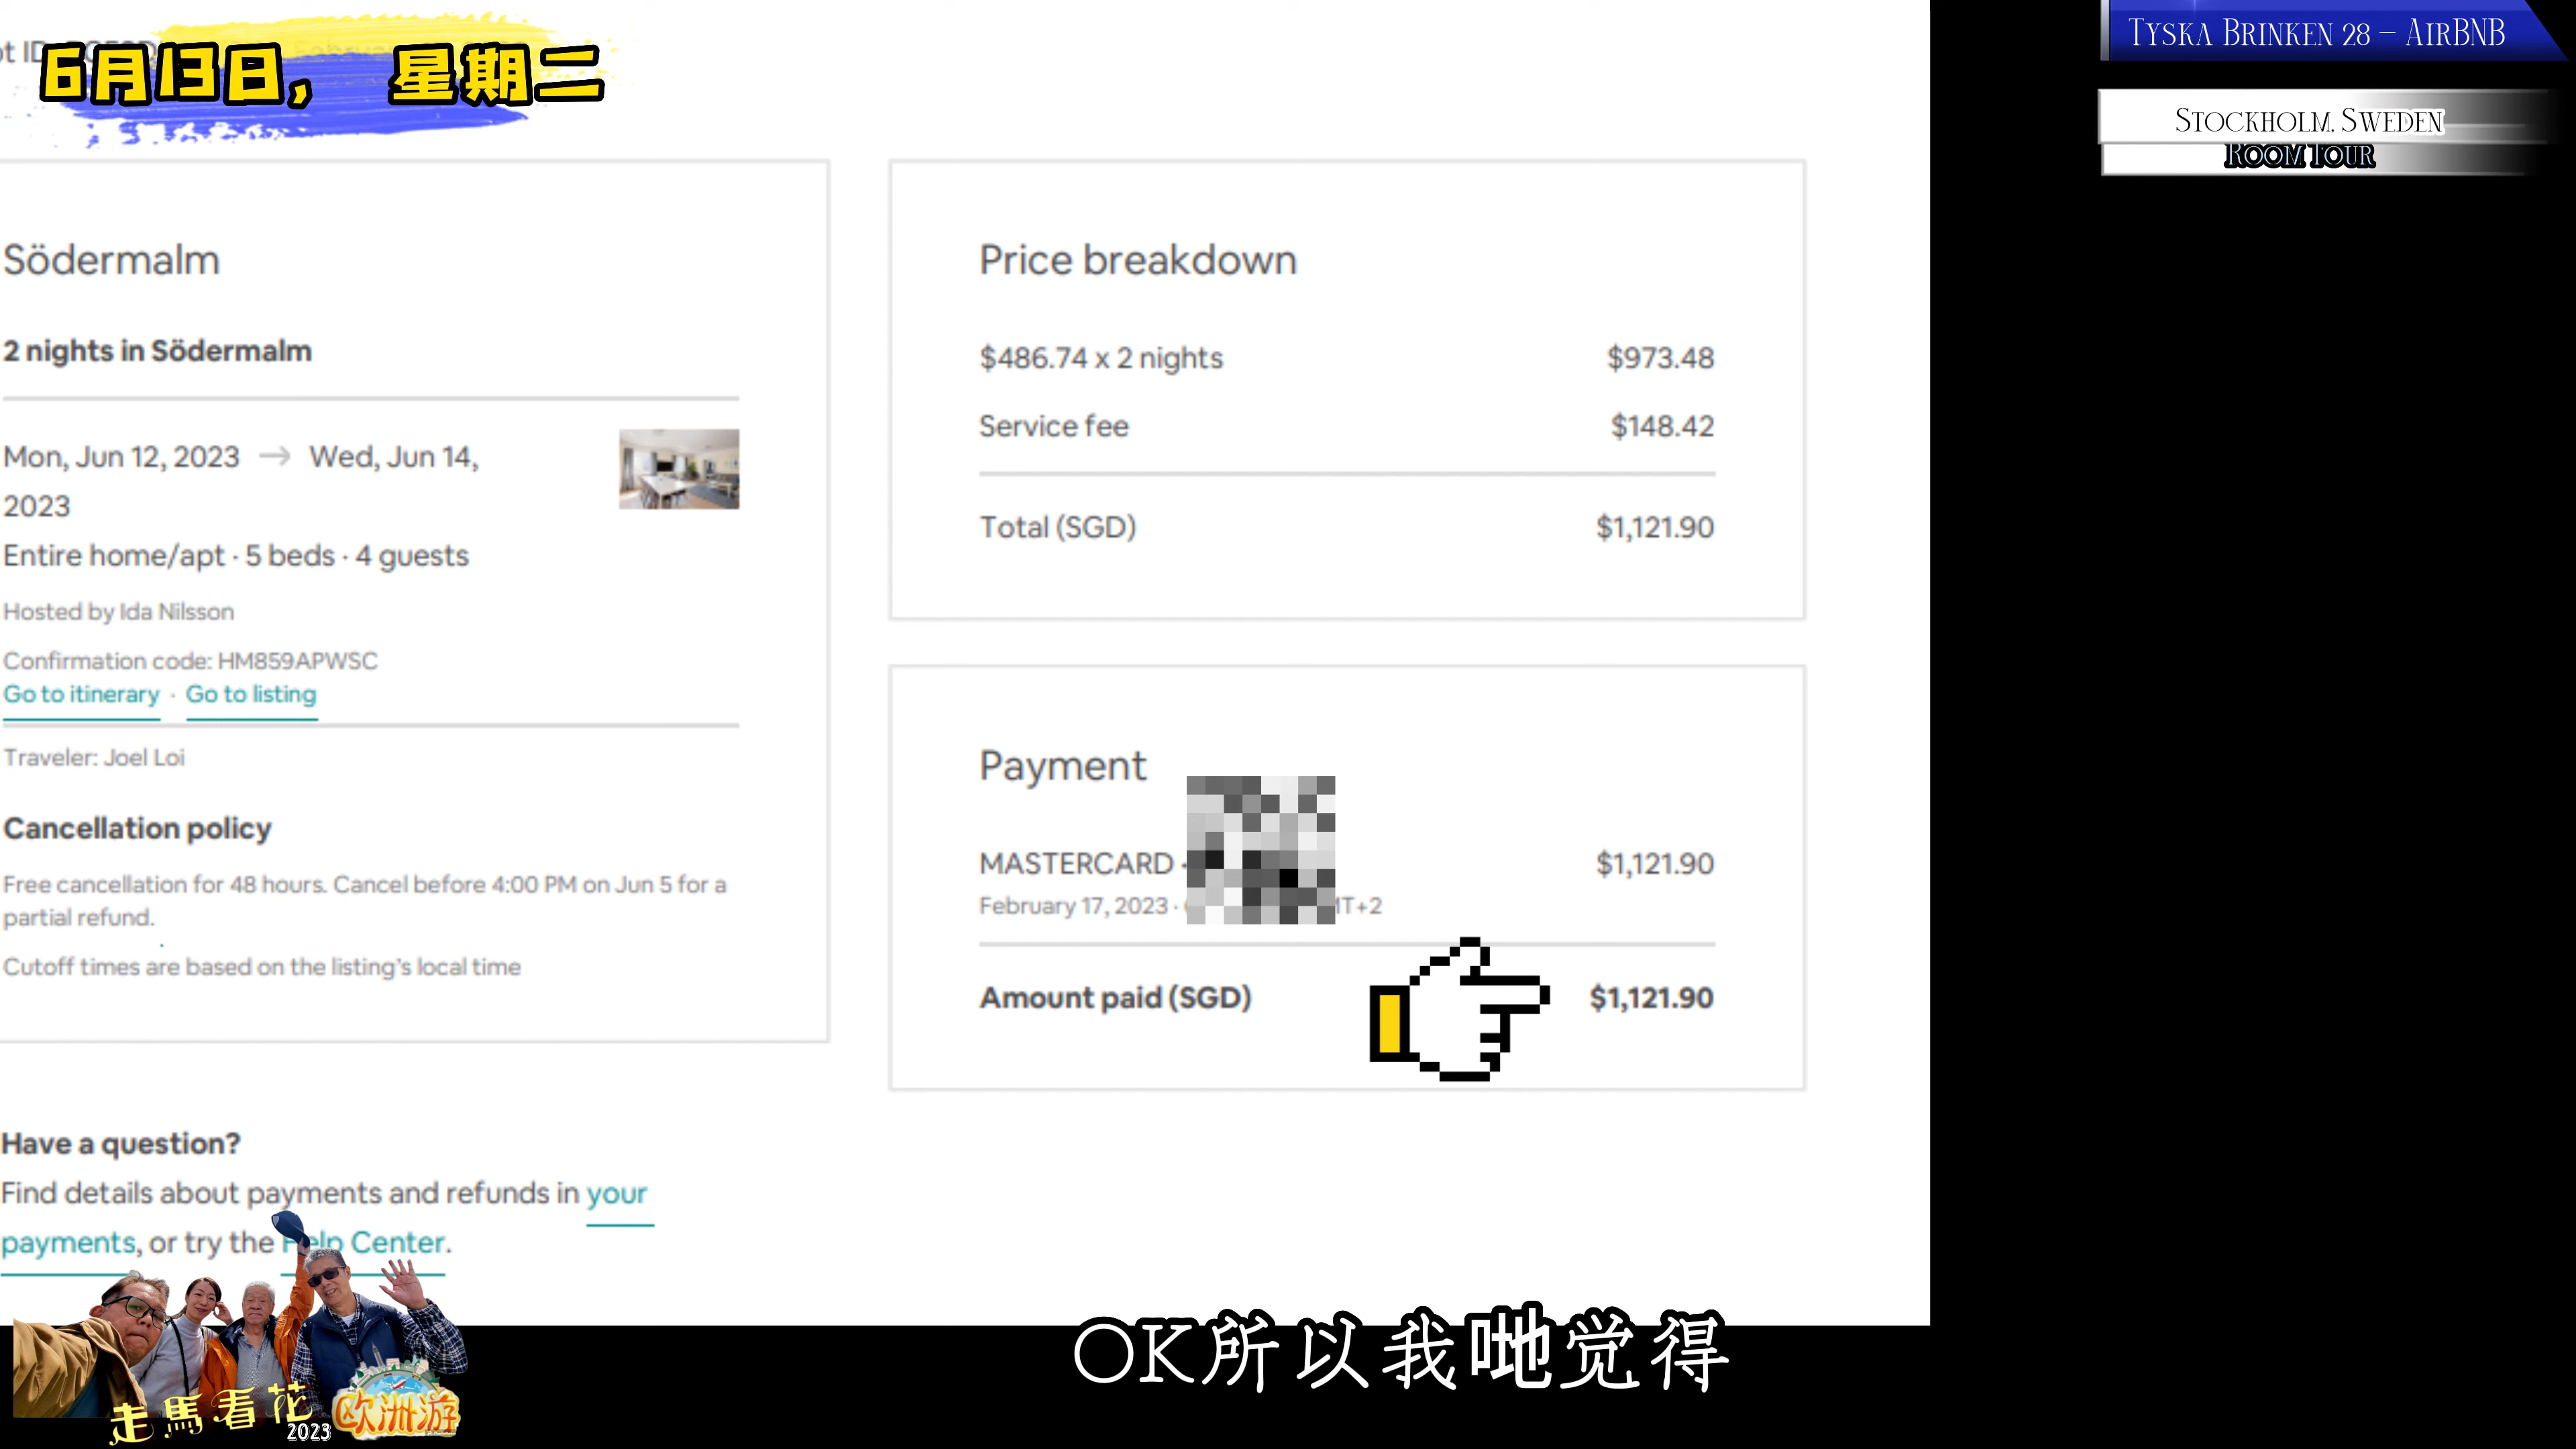 6月13日， 星期二
TYSKA BRINKEN 28 – AIRBNB
STOCKHOLM, SWEDEN
ROOM TOUR
Södermalm
2 nights in Södermalm
Mon, Jun 12, 2023 → Wed, Jun 14,
2023
Entire home/apt · 5 beds · 4 guests
Hosted by Ida Nilsson
Confirmation code: HM859APWSC
Go to itinerary · Go to listing
Traveler: Joel Loi
Cancellation policy
Free cancellation for 48 hours. Cancel before 4:00 PM on Jun 5 for a
partial refund.
Cutoff times are based on the listing's local time
Have a question?
Find details about payments and refunds in your
payments, or try the Help Center.
Price breakdown
$486.74 x 2 nights $973.48
Service fee $148.42
Total (SGD) $1,121.90
Payment
MASTERCARD · $1,121.90
February 17, 2023 · MT+2
Amount paid (SGD) $1,121.90
走馬看花
2023
欧洲游
OK所以我哋觉得